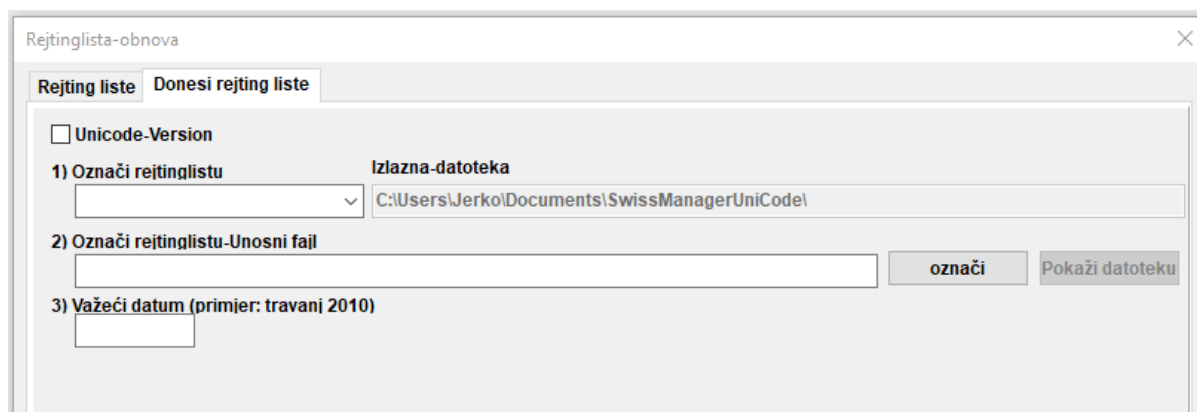 Rejtinglista-obnova
Rejting liste Donesi rejting liste
Unicode-Version
1) Označi rejtinglistu Izlazna-datoteka
C:\Users\Jerko\Documents\SwissManagerUniCode\
2) Označi rejtinglistu-Unosni fajl
označi Pokaži datoteku
3) Važeći datum (primjer: travanj 2010)